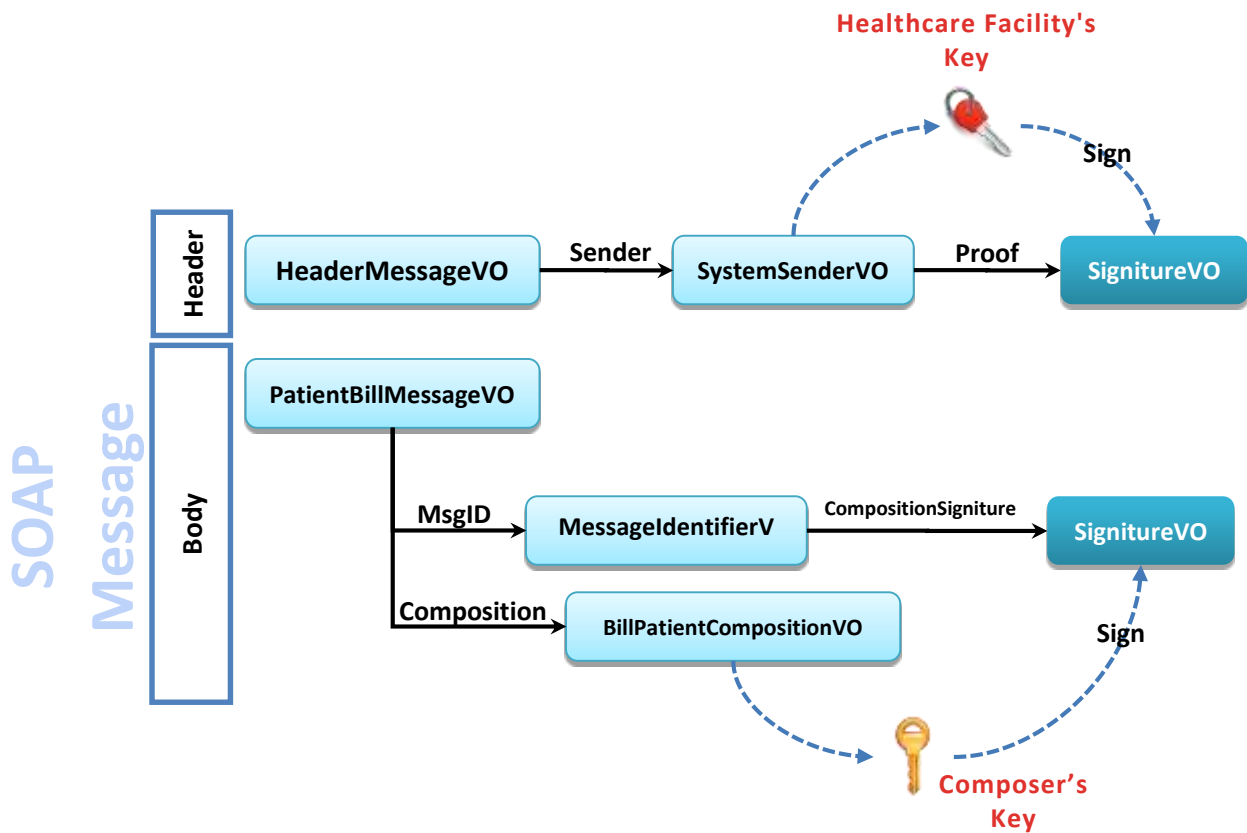 Healthcare Facility's
Key
Sign
Header
HeaderMessageVO
Sender
SystemSenderVO
Proof
SignitureVO
SOAP
Message
Body
PatientBillMessageVO
MsgID
MessageIdentifierV
CompositionSigniture
SignitureVO
Composition
BillPatientCompositionVO
Sign
Composer’s
Key